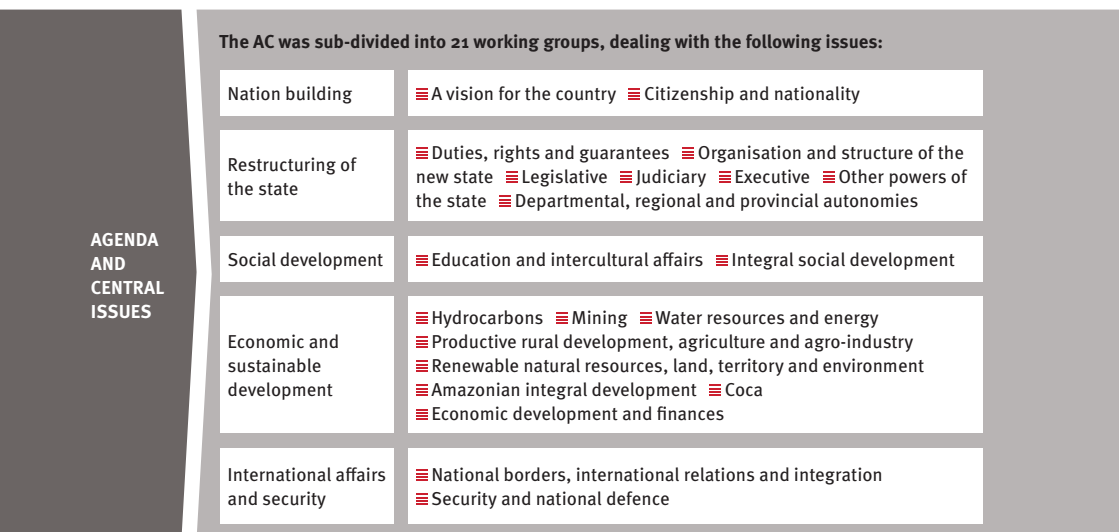 AGENDA
AND
CENTRAL
ISSUES
The AC was sub-divided into 21 working groups, dealing with the following issues:
Nation building
A vision for the country Citizenship and nationality
Restructuring of
the state
Duties, rights and guarantees Organisation and structure of the
new state Legislative Judiciary Executive Other powers of
the state Departmental, regional and provincial autonomies
Social development
Education and intercultural affairs Integral social development
Economic and
sustainable
development
Hydrocarbons Mining Water resources and energy
Productive rural development, agriculture and agro-industry
Renewable natural resources, land, territory and environment
Amazonian integral development Coca
Economic development and finances
International affairs
and security
National borders, international relations and integration
Security and national defence